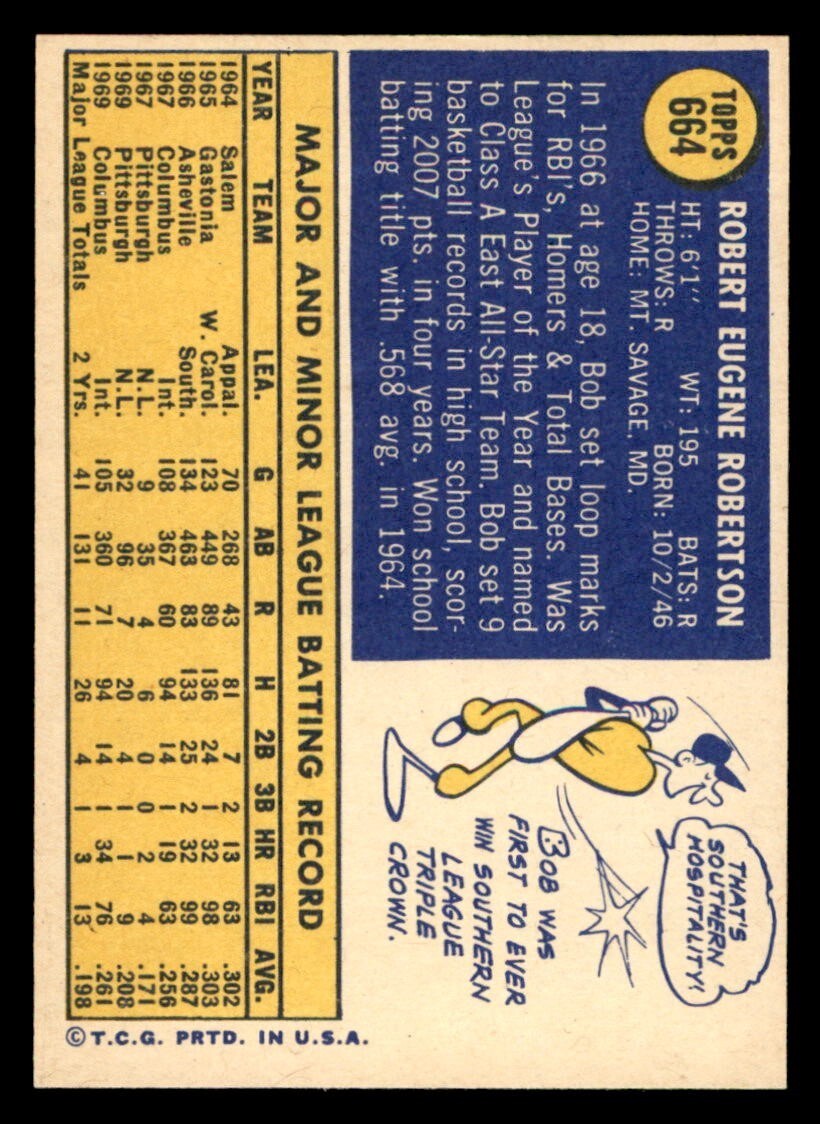 TOPPS
664
ROBERT EUGENE ROBERTSON
HT: 6'1" WT: 195 BATS: R
THROWS: R BORN: 10/2/46
HOME: MT. SAVAGE, MD.
In 1966 at age 18, Bob set loop marks
for RBI's, Homers & Total Bases. Was
League's Player of the Year and named
to Class A East All-Star Team. Bob set 9
basketball records in high school, scor-
ing 2007 pts. in four years. Won school
batting title with .568 avg. in 1964.
THAT'S
SOUTHERN
HOSPITALITY!
BOB WAS
FIRST TO EVER
WIN SOUTHERN
LEAGUE
TRIPLE
CROWN.
MAJOR AND MINOR LEAGUE BATTING RECORD
YEAR TEAM LEA. G AB R H 2B 3B HR RBI AVG.
1964 Salem Appal. 70 268 43 81 7 2 13 63 .302
1965 Gastonia W. Carol. 123 449 89 136 24 1 32 98 .303
1966 Asheville South. 134 463 83 133 25 2 32 99 .287
1967 Columbus Int. 108 367 60 94 14 1 19 63 .256
1967 Pittsburgh N.L. 9 35 4 6 0 0 2 4 .171
1969 Pittsburgh N.L. 32 96 7 20 4 1 1 9 .208
1969 Columbus Int. 105 360 71 94 14 1 34 76 .261
Major League Totals 2 Yrs. 41 131 11 26 4 1 3 13 .198
© T.C.G. PRTD. IN U.S.A.